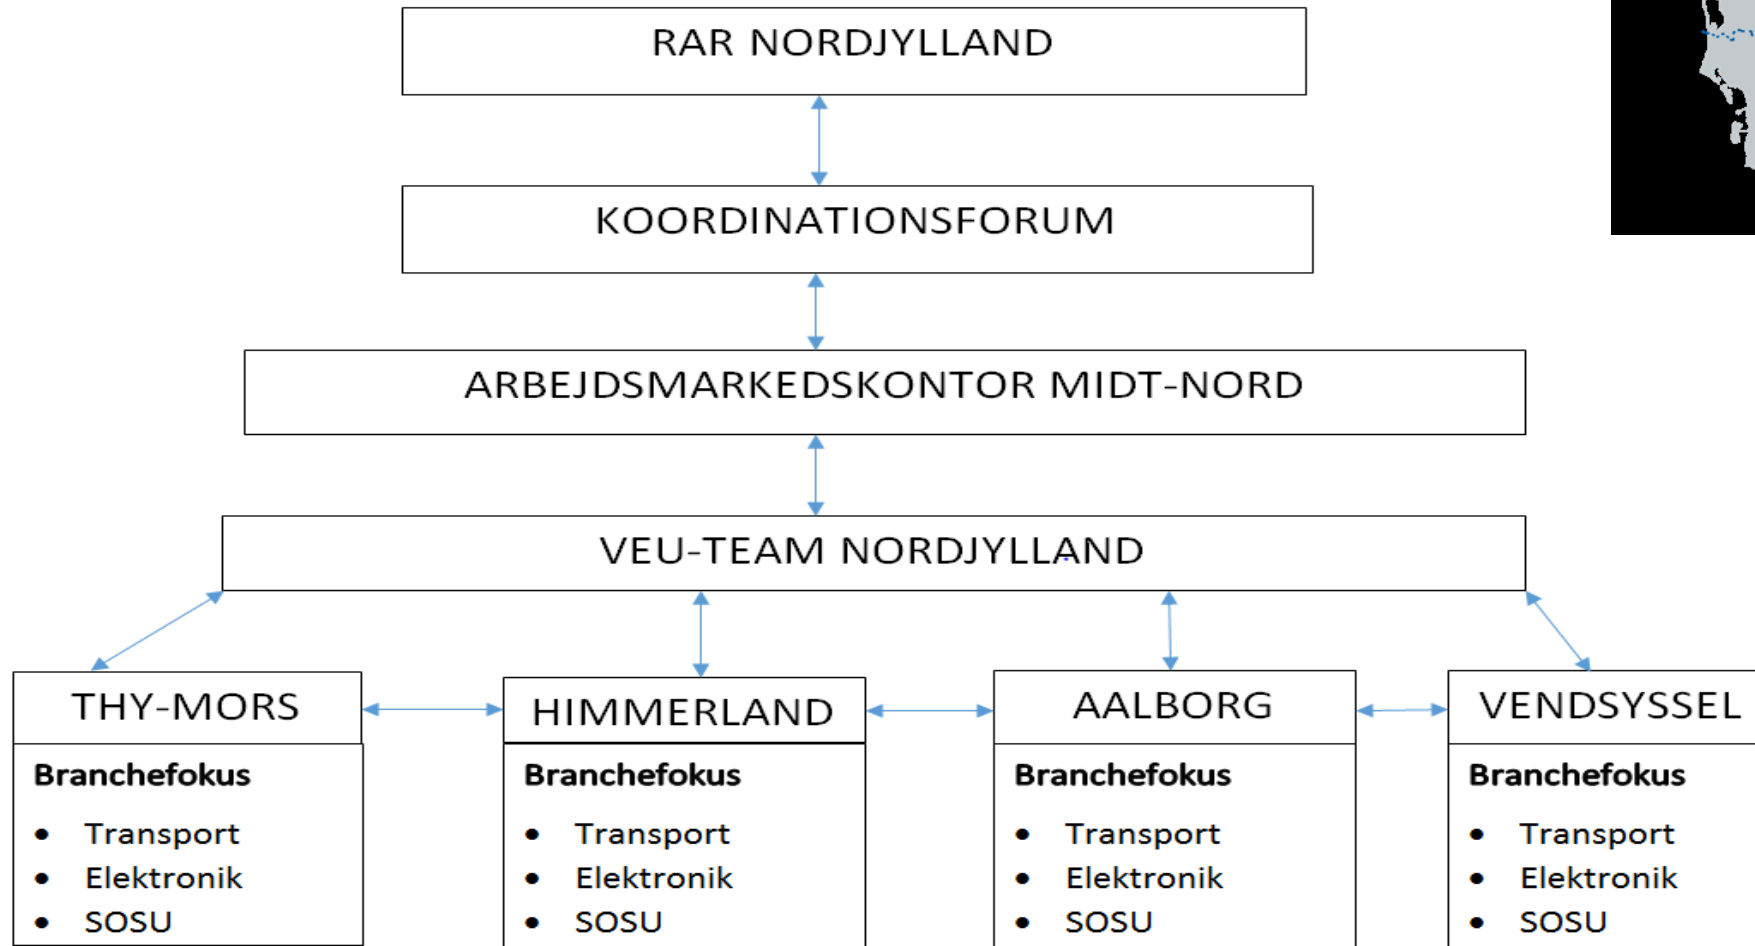 RAR NORDJYLLAND
KOORDINATIONSFORUM
ARBEJDSMARKEDSKONTOR MIDT-NORD
VEU-TEAM NORDJYLLAND
THY-MORS
Branchefokus
• Transport
• Elektronik
• SOSU
HIMMERLAND
Branchefokus
• Transport
• Elektronik
• SOSU
AALBORG
Branchefokus
• Transport
• Elektronik
• SOSU
VENDSYSSEL
Branchefokus
• Transport
• Elektronik
• SOSU